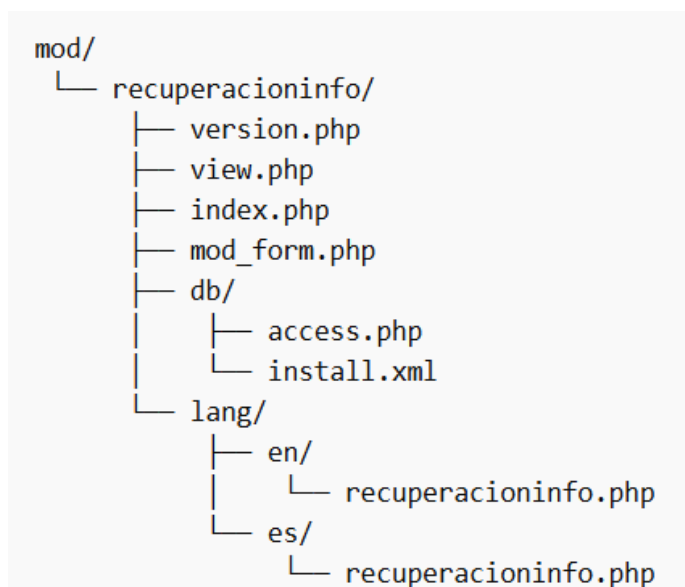 mod/
└── recuperacioninfo/
├── version.php
├── view.php
├── index.php
├── mod_form.php
├── db/
│   ├── access.php
│   └── install.xml
└── lang/
├── en/
│   └── recuperacioninfo.php
└── es/
└── recuperacioninfo.php